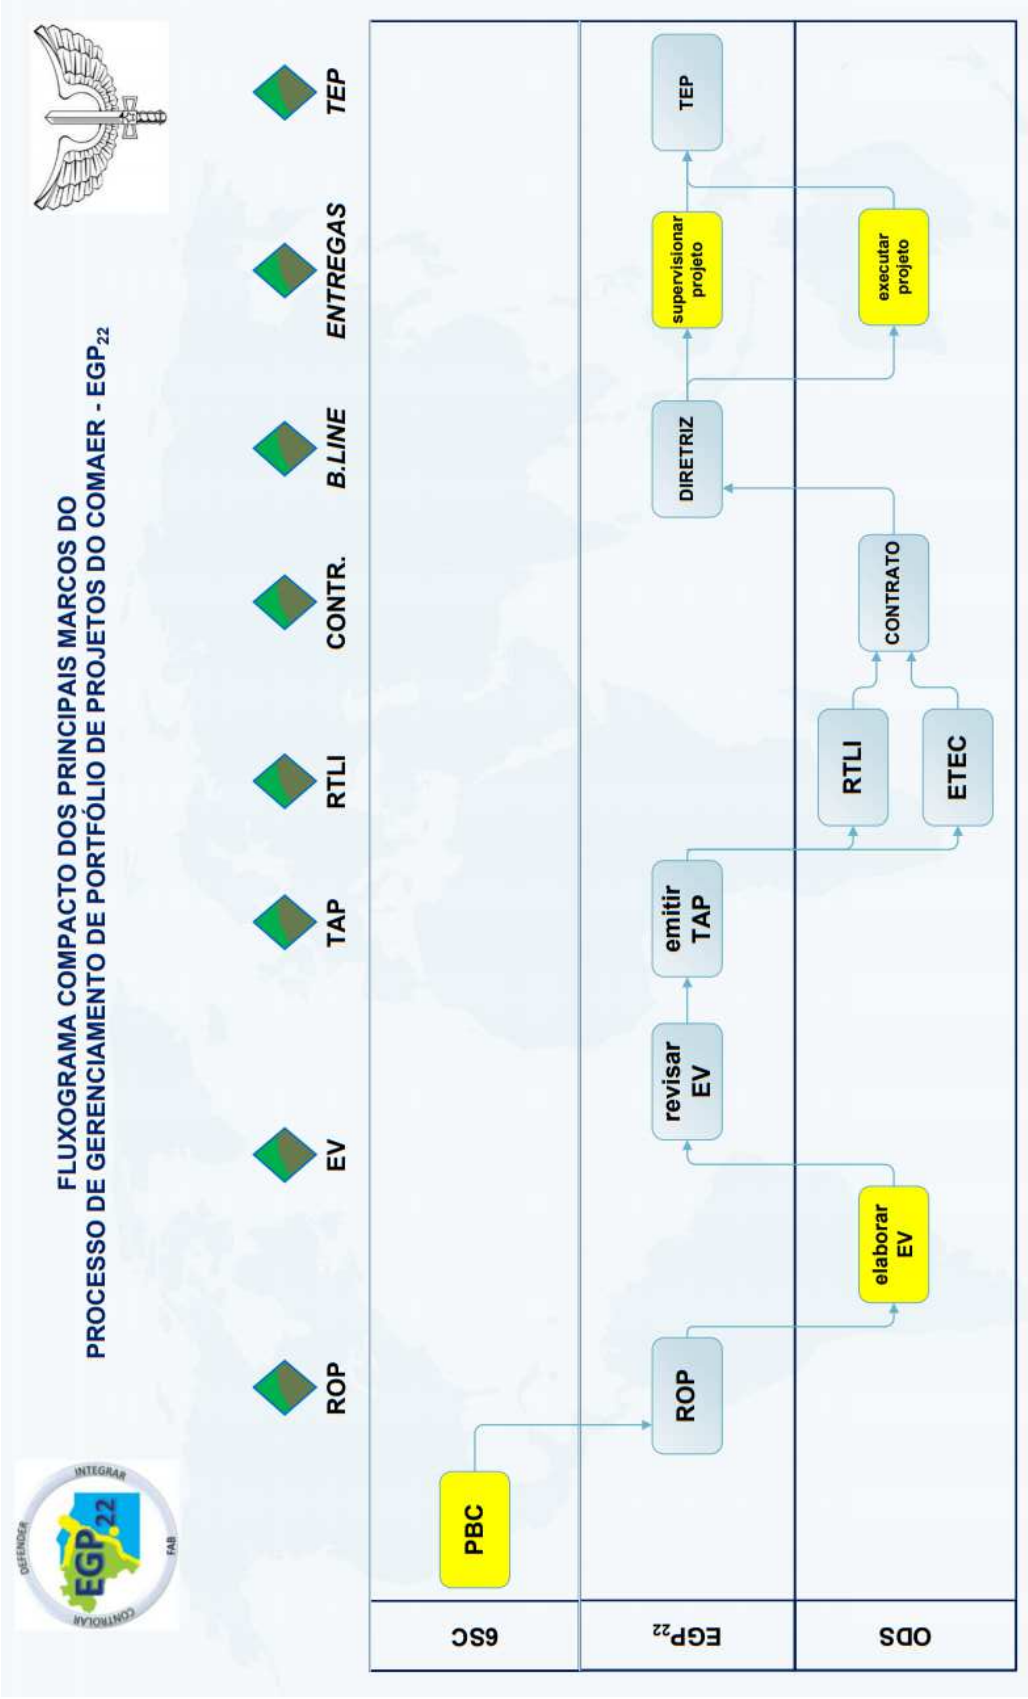 DEFENDER
INTEGRAR
EGP.22
CONTROLAR
FAB
FLUXOGRAMA COMPACTO DOS PRINCIPAIS MARCOS DO
PROCESSO DE GERENCIAMENTO DE PORTFÓLIO DE PROJETOS DO COMAER - EGP22
ROP
EV
TAP
RTLI
CONTR.
B.LINE
ENTREGAS
TEP
6SC
PBC
EGP22
ROP
revisar
EV
emitir
TAP
DIRETRIZ
supervisionar
projeto
TEP
ODS
elaborar
EV
RTLI
ETEC
CONTRATO
executar
projeto